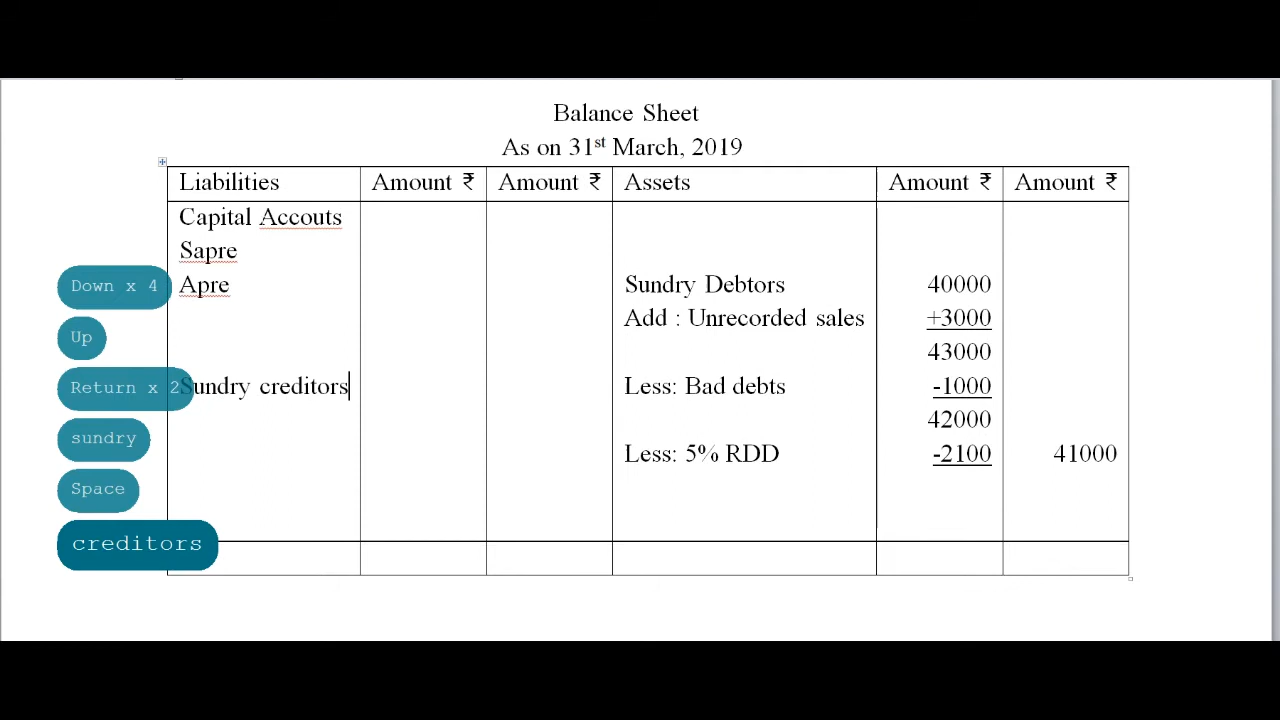 Balance Sheet
As on 31st March, 2019
Liabilities Amount ₹ Amount ₹ Assets Amount ₹ Amount ₹
Capital Accouts
Sapre
Down x 4 Apre Sundry Debtors 40000
Add : Unrecorded sales +3000
Up
43000
Return x 2 Sundry creditors Less: Bad debts -1000
42000
sundry
Less: 5% RDD -2100 41000
Space
creditors